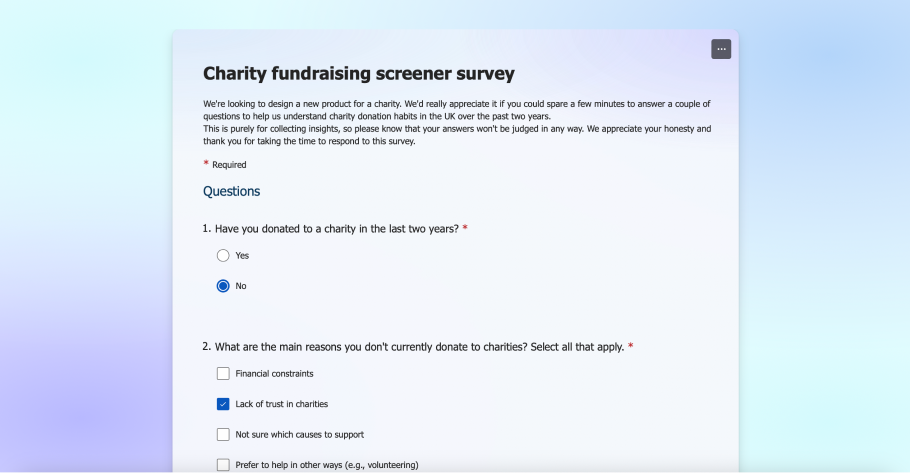 ...
Charity fundraising screener survey
We're looking to design a new product for a charity. We'd really appreciate it if you could spare a few minutes to answer a couple of
questions to help us understand charity donation habits in the UK over the past two years.
This is purely for collecting insights, so please know that your answers won't be judged in any way. We appreciate your honesty and
thank you for taking the time to respond to this survey.
* Required
Questions
1. Have you donated to a charity in the last two years? *
Yes
No
2. What are the main reasons you don't currently donate to charities? Select all that apply. *
Financial constraints
Lack of trust in charities
Not sure which causes to support
Prefer to help in other ways (e.g., volunteering)